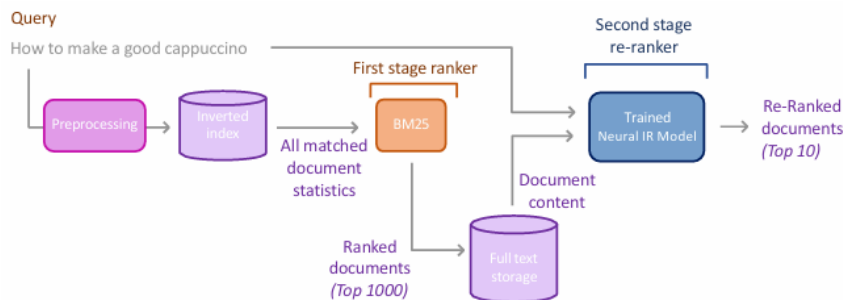 Query
How to make a good cappuccino
Preprocessing
Inverted
index
All matched
document
statistics
First stage ranker
BM25
Ranked
documents
(Top 1000)
Full text
storage
Document
content
Second stage
re-ranker
Trained
Neural IR Model
Re-Ranked
documents
(Top 10)